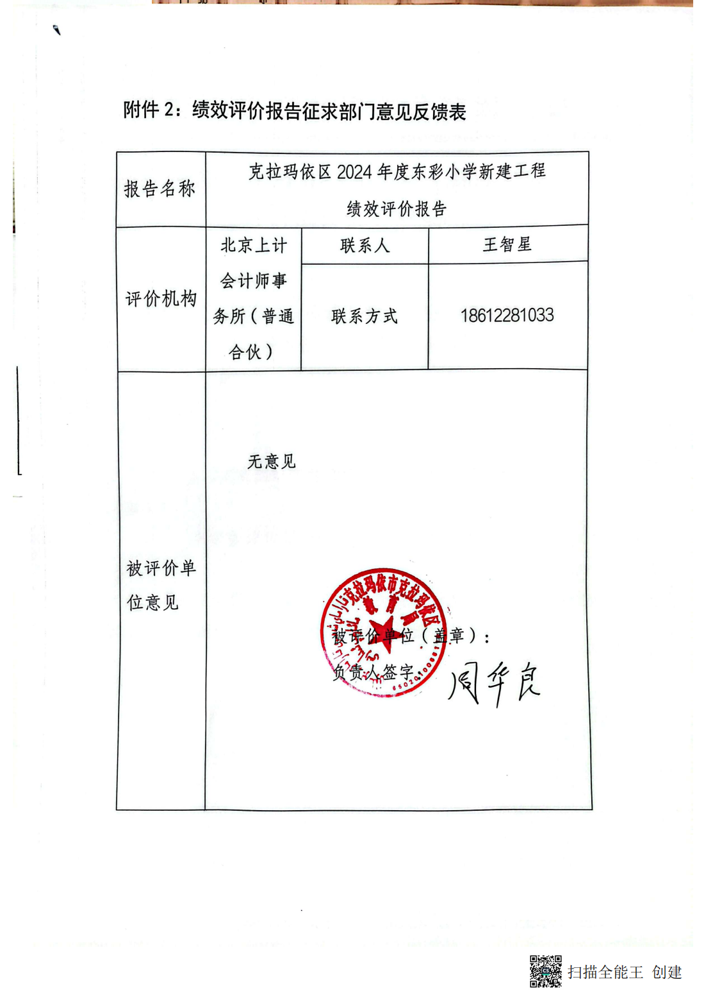 附件 2：绩效评价报告征求部门意见反馈表
报告名称
克拉玛依区 2024 年度东彩小学新建工程
绩效评价报告
评价机构
北京上计
会计师事
务所（普通
合伙）
联系人
王智星
联系方式
18612281033
被评价单
位意见
无意见
克拉玛依市克拉玛依区
教育局
被评价单位（盖章）：
负责人签字：
周华良
扫描全能王 创建